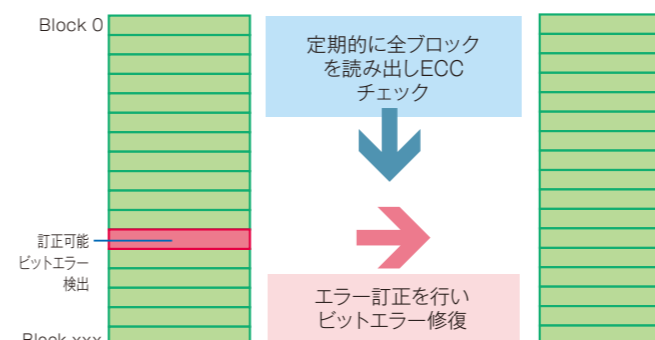 Block 0
定期的に全ブロック
を読み出しECC
チェック
訂正可能
ビットエラー
検出
エラー訂正を行い
ビットエラー修復
Block xxx